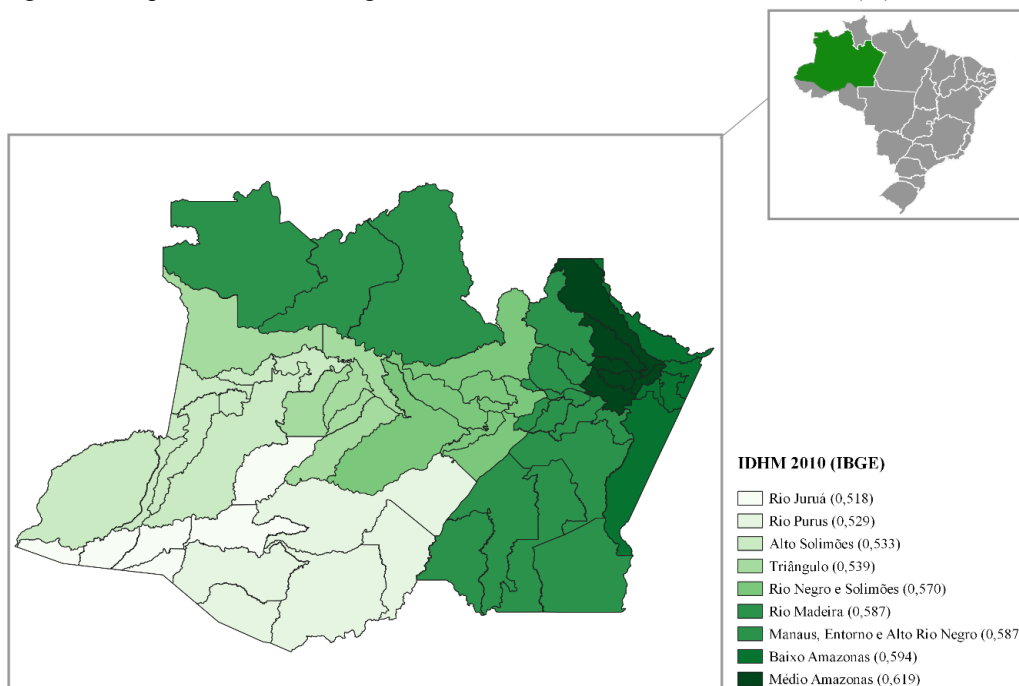 IDHM 2010 (IBGE)
Rio Juruá (0,518)
Rio Purus (0,529)
Alto Solimões (0,533)
Triângulo (0,539)
Rio Negro e Solimões (0,570)
Rio Madeira (0,587)
Manaus, Entorno e Alto Rio Negro (0,587
Baixo Amazonas (0,594)
Médio Amazonas (0,619)